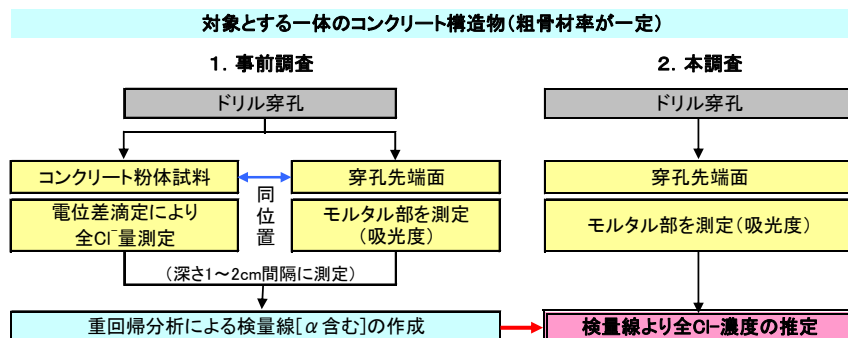 対象とする一体のコンクリート構造物(粗骨材率が一定)
1. 事前調査
2. 本調査
ドリル穿孔
ドリル穿孔
コンクリート粉体試料
同位置
穿孔先端面
穿孔先端面
電位差滴定により
全Cl⁻量測定
モルタル部を測定
(吸光度)
モルタル部を測定(吸光度)
(深さ1～2cm間隔に測定)
重回帰分析による検量線[α含む]の作成
検量線より全Cl-濃度の推定